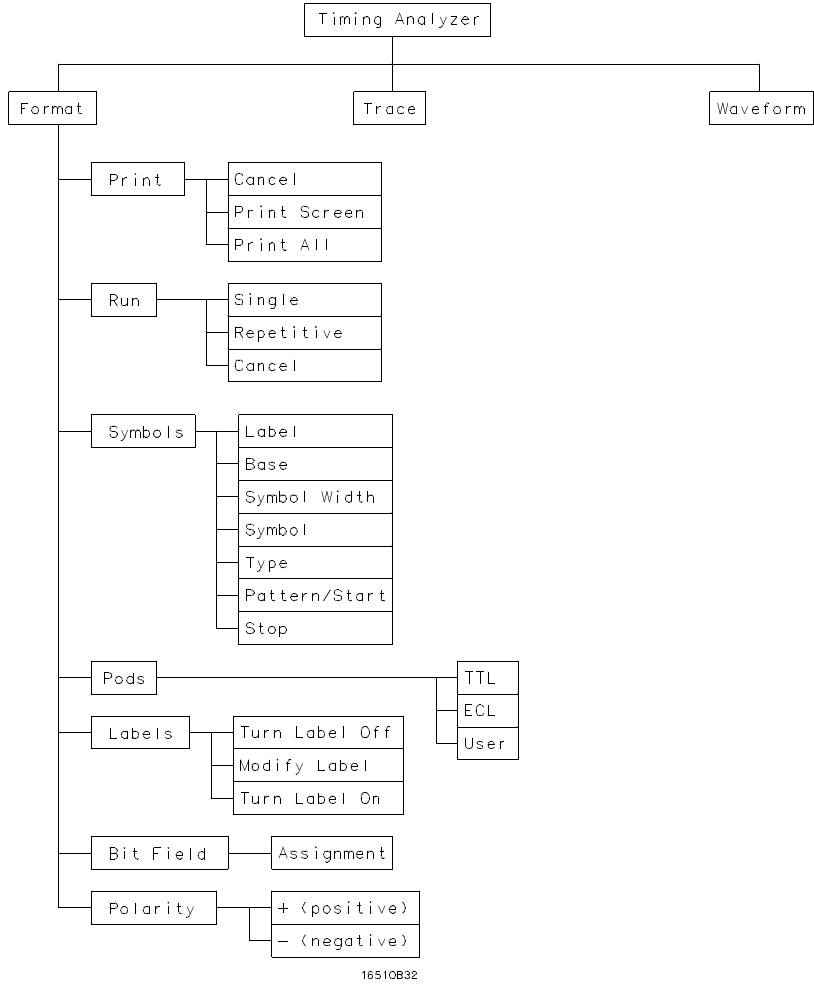 Timing Analyzer
Format
Trace
Waveform
Print
Cancel
Print Screen
Print All
Run
Single
Repetitive
Cancel
Symbols
Label
Base
Symbol Width
Symbol
Type
Pattern/Start
Stop
Pods
TTL
ECL
User
Labels
Turn Label Off
Modify Label
Turn Label On
Bit Field
Assignment
Polarity
+ (positive)
- (negative)
16510B32